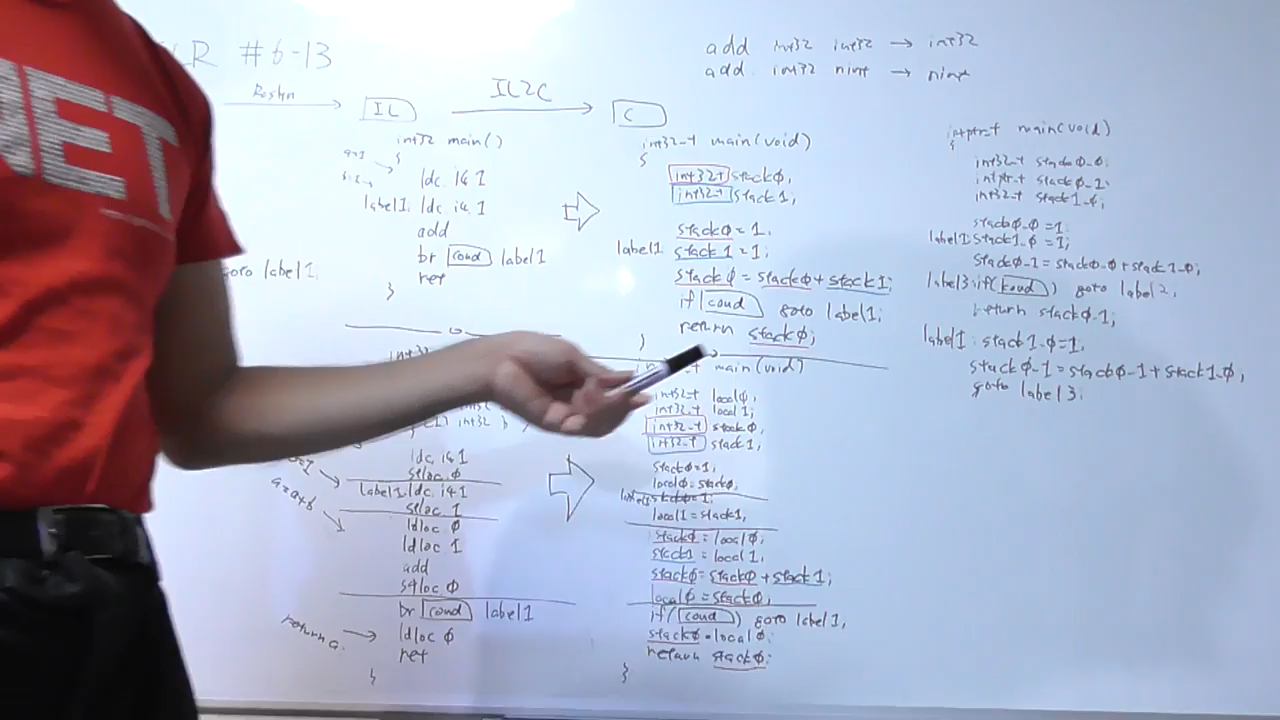 NET
LR #6-13
IL2C
IL
C
int32 main()
{
ldc.i4 1
label1: ldc.i4 1
add
br cond label1
ret
}
goto label1
add int32 int32 → int32
add int32 nint → nint
int32_t main(void)
{
int32_t stack0;
int32_t stack1;
stack0 = 1;
label1 stack1 = 1;
stack0 = stack0 + stack1;
if (cond) goto label1;
return stack0;
}
intptr_t main(void)
{
int32_t stack0_0;
intptr_t stack0_1;
int32_t stack1_0;
stack0_0 = 1;
label2: stack1_0 = 1;
stack0_1 = stack0_0 + stack1_0;
label3: if (cond) goto label2;
return stack0_1;
label1: stack1_0 = 1;
stack0_1 = stack0_1 + stack1_0;
goto label3;
ldc.i4 1
stloc 0
label1: ldc.i4 1
stloc 1
ldloc 0
ldloc 1
add
stloc 0
br cond label1
ldloc 0
ret
}
return a;
main(void)
int32_t local0;
int32_t local1;
int32_t stack0;
int32_t stack1;
stack0 = 1;
local0 = stack0;
local1 = stack1;
stack0 = local0;
stack1 = local1;
stack0 = stack0 + stack1;
local0 = stack0;
if (cond) goto label1;
stack0 = local0;
return stack0;
}